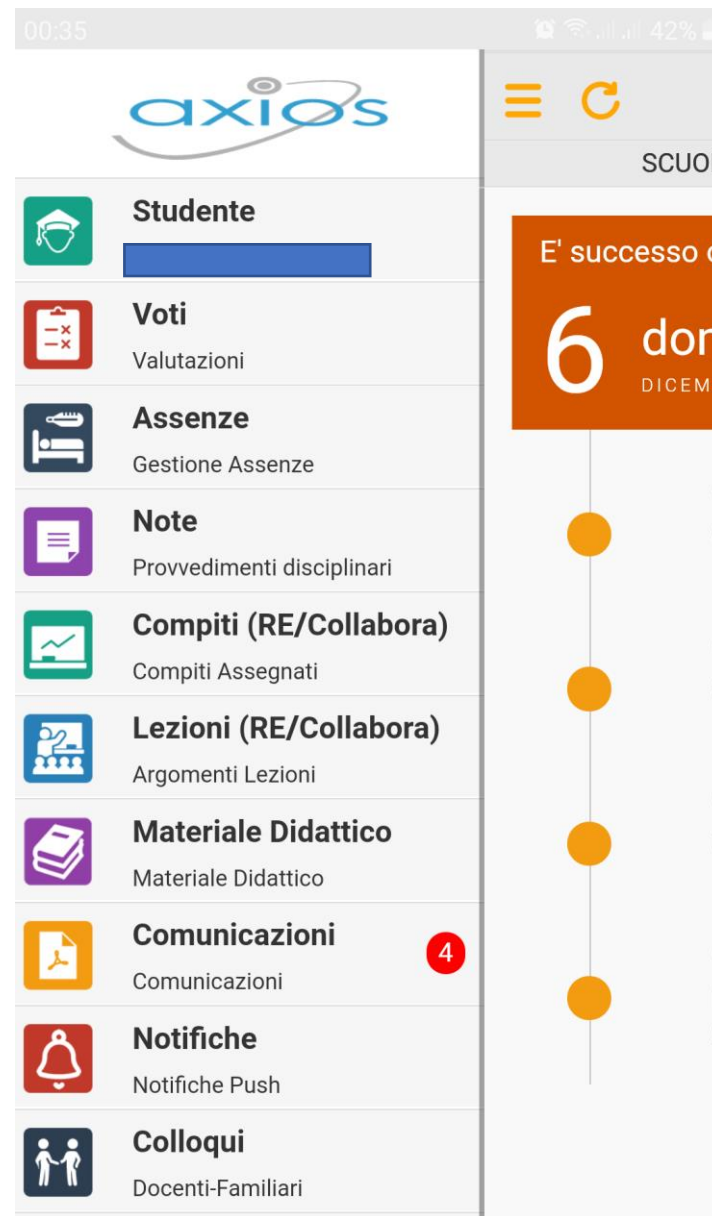 00:35
42%
axios
SCUO
Studente
E' successo
6
DICEM
Voti
Valutazioni
Assenze
Gestione Assenze
Note
Provvedimenti disciplinari
Compiti (RE/Collabora)
Compiti Assegnati
Lezioni (RE/Collabora)
Argomenti Lezioni
Materiale Didattico
Materiale Didattico
Comunicazioni
4
Comunicazioni
Notifiche
Notifiche Push
Colloqui
Docenti-Familiari